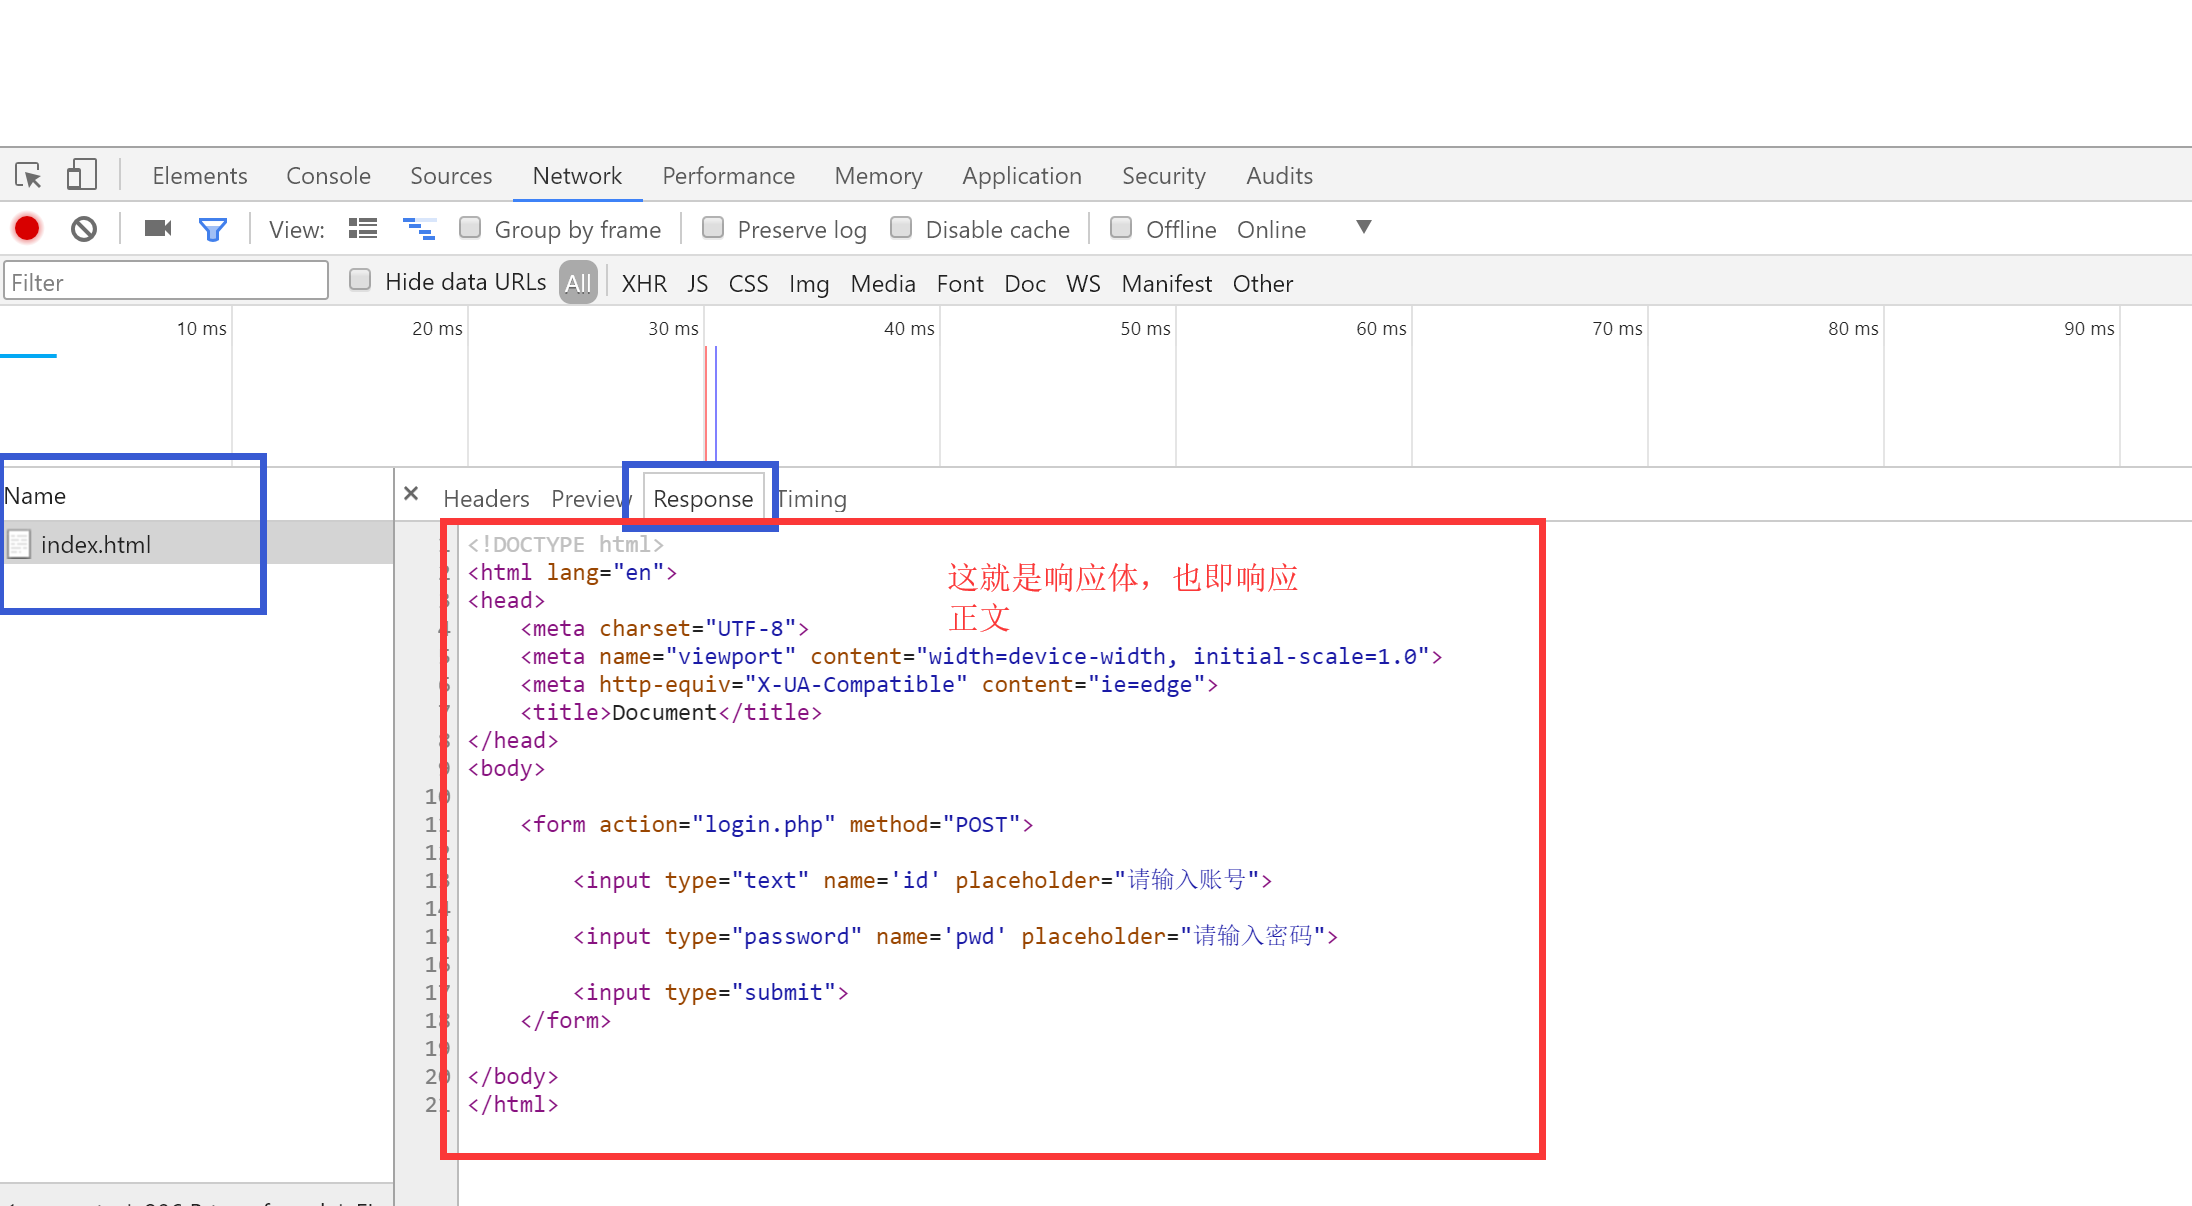 Elements Console Sources Network Performance Memory Application Security Audits
View: Group by frame Preserve log Disable cache Offline Online
Filter Hide data URLs All XHR JS CSS Img Media Font Doc WS Manifest Other
10 ms 20 ms 30 ms 40 ms 50 ms 60 ms 70 ms 80 ms 90 ms
Name
index.html
× Headers Preview Response Timing
1 <!DOCTYPE html>
2 <html lang="en">
3 <head>
4 <meta charset="UTF-8">
5 <meta name="viewport" content="width=device-width, initial-scale=1.0">
6 <meta http-equiv="X-UA-Compatible" content="ie=edge">
7 <title>Document</title>
8 </head>
9 <body>
10
11 <form action="login.php" method="POST">
12
13 <input type="text" name='id' placeholder="请输入账号">
14
15 <input type="password" name='pwd' placeholder="请输入密码">
16
17 <input type="submit">
18 </form>
19
20 </body>
21 </html>
这就是响应体，也即响应
正文